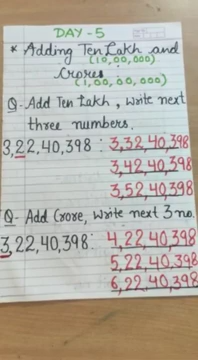 DAY - 5
* Adding Ten Lakh and
(10,00,000)
Crores.
(1,00,00,000)
Q- Add Ten Lakh, write next
three numbers.
3,22,40,398 : 3,32,40,398
3,42,40,398
3,52,40,398
Q- Add Crore, Write next 3 no.
3,22,40,398: 4,22,40,398
5,22,40,398
6,22,40,398